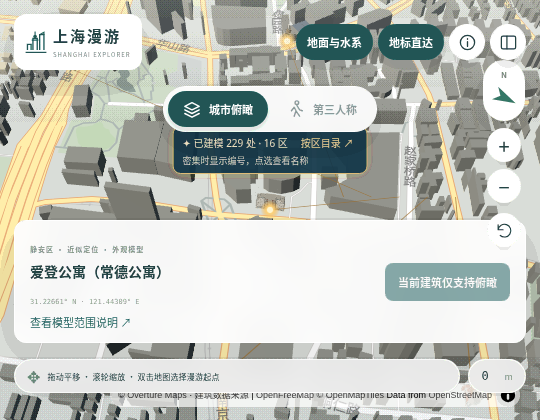 上海漫游
SHANGHAI EXPLORER
地面与水系
地标直达
N
城市俯瞰
第三人称
✦ 已建模 229 处 · 16 区 按区目录 ↗
密集时显示编号，点选查看名称
赵家桥路
静安区 · 近似定位 · 外观模型
爱登公寓（常德公寓）
31.22661° N · 121.44389° E
查看模型范围说明 ↗
当前建筑仅支持俯瞰
拖动平移 · 滚轮缩放 · 双击地图选择漫游起点
0 m
© Overture Maps · 数据来源 | OpenFreeMap © OpenMapTiles Data from OpenStreetMap